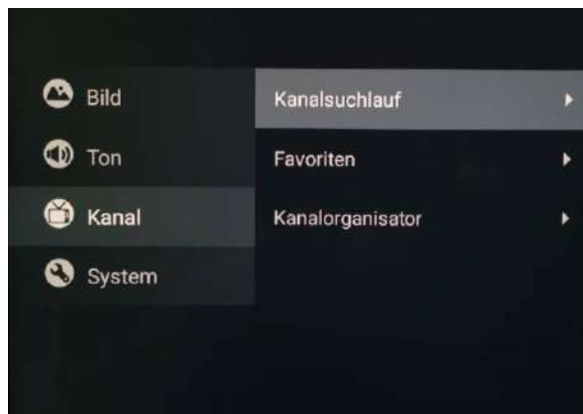 Bild
Ton
Kanal
System
Kanalsuchlauf
Favoriten
Kanalorganisator